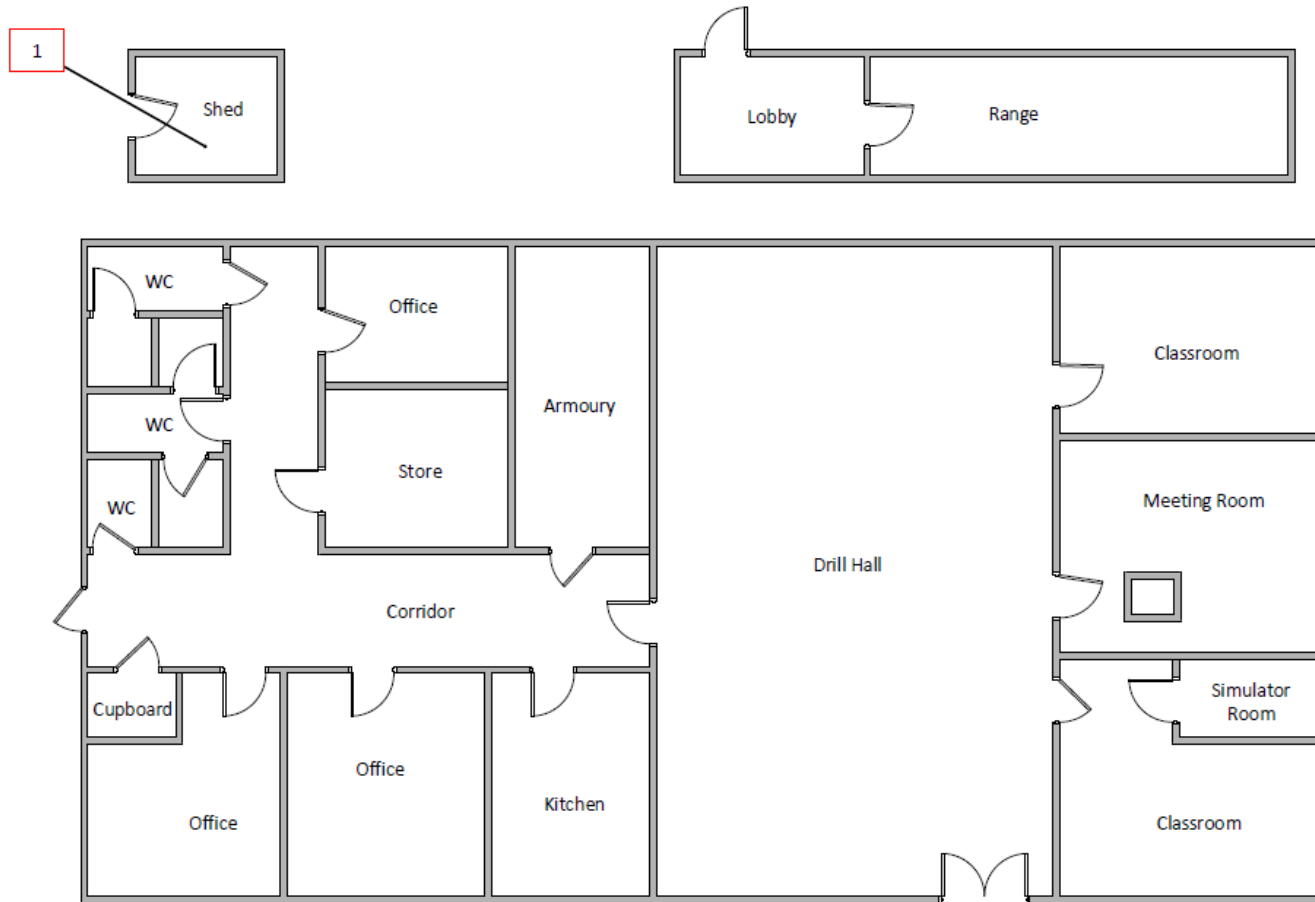 1
Shed
Lobby
Range
WC
Office
Classroom
Armoury
WC
Store
Meeting Room
WC
Drill Hall
Corridor
Simulator
Room
Cupboard
Office
Kitchen
Office
Classroom